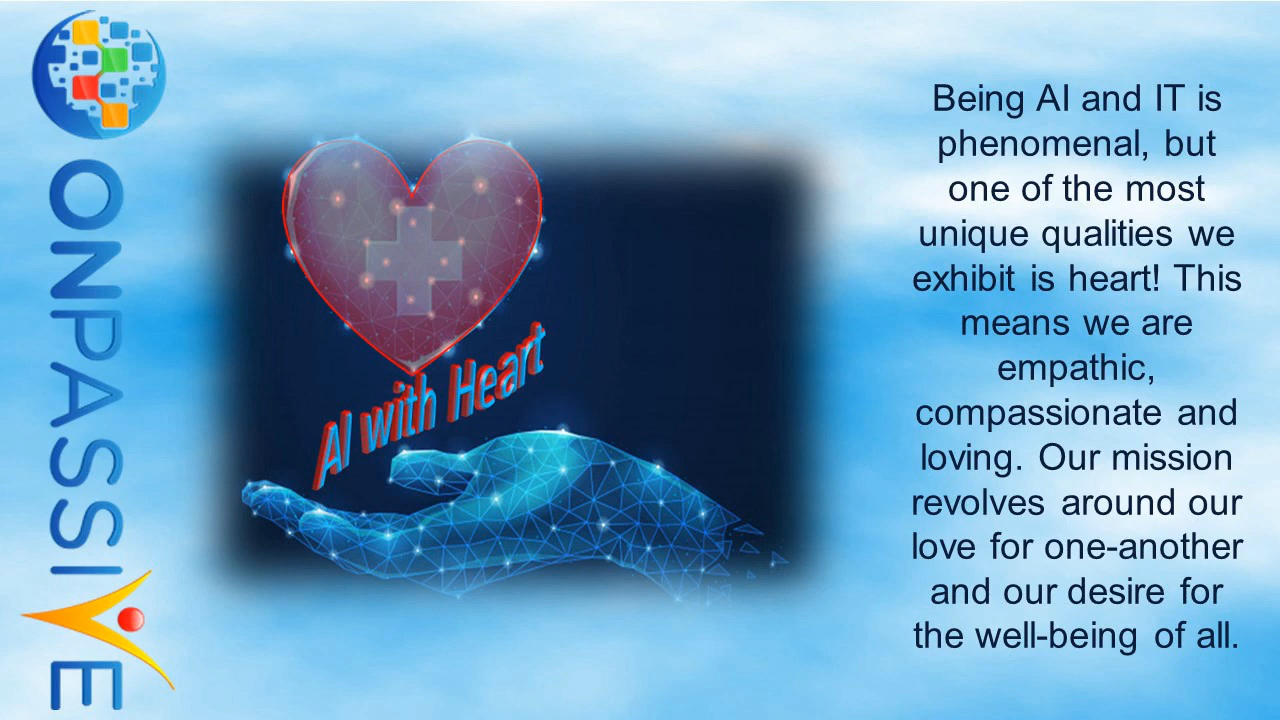 ONPASSIVE
AI with Heart
Being AI and IT is
phenomenal, but
one of the most
unique qualities we
exhibit is heart! This
means we are
empathic,
compassionate and
loving. Our mission
revolves around our
love for one-another
and our desire for
the well-being of all.